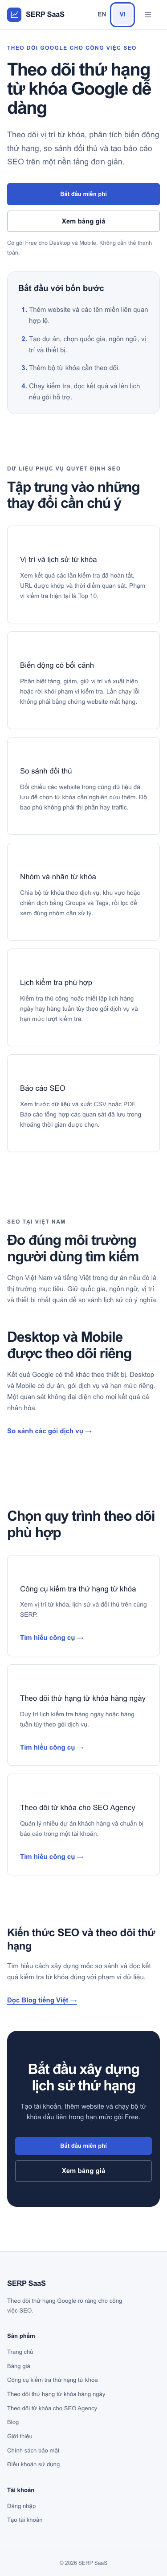 SERP SaaS
EN
VI
THEO DÕI GOOGLE CHO CÔNG VIỆC SEO
Theo dõi thứ hạng
từ khóa Google dễ
dàng
Theo dõi vị trí từ khóa, phân tích biến động
thứ hạng, so sánh đối thủ và tạo báo cáo
SEO trên một nền tảng đơn giản.
Bắt đầu miễn phí
Xem bảng giá
Có gói Free cho Desktop và Mobile. Không cần thẻ thanh
toán.
Bắt đầu với bốn bước
1. Thêm website và các tên miền liên quan
hợp lệ.
2. Tạo dự án, chọn quốc gia, ngôn ngữ, vị
trí và thiết bị.
3. Thêm bộ từ khóa cần theo dõi.
4. Chạy kiểm tra, đọc kết quả và lên lịch
nếu gói hỗ trợ.
DỮ LIỆU PHỤC VỤ QUYẾT ĐỊNH SEO
Tập trung vào những
thay đổi cần chú ý
Vị trí và lịch sử từ khóa
Xem kết quả các lần kiểm tra đã hoàn tất,
URL được khớp và thời điểm quan sát. Phạm
vi kiểm tra hiện tại là Top 10.
Biến động có bối cảnh
Phân biệt tăng, giảm, giữ vị trí và xuất hiện
hoặc rời khỏi phạm vi kiểm tra. Lần chạy lỗi
không phải bằng chứng website mất hạng.
So sánh đối thủ
Đối chiếu các website trong cùng dữ liệu đã
lưu để chọn từ khóa cần nghiên cứu thêm. Độ
bao phủ không phải thị phần hay traffic.
Nhóm và nhãn từ khóa
Chia bộ từ khóa theo dịch vụ, khu vực hoặc
chiến dịch bằng Groups và Tags, rồi lọc để
xem đúng nhóm cần xử lý.
Lịch kiểm tra phù hợp
Kiểm tra thủ công hoặc thiết lập lịch hàng
ngày hay hàng tuần tùy theo gói dịch vụ và
hạn mức lượt kiểm tra.
Báo cáo SEO
Xem trước dữ liệu và xuất CSV hoặc PDF.
Báo cáo tổng hợp các quan sát đã lưu trong
khoảng thời gian được chọn.
SEO TẠI VIỆT NAM
Đo đúng môi trường
người dùng tìm kiếm
Chọn Việt Nam và tiếng Việt trong dự án nếu đó là
thị trường mục tiêu. Giữ quốc gia, ngôn ngữ, vị trí
và thiết bị nhất quán để so sánh lịch sử có ý nghĩa.
Desktop và Mobile
được theo dõi riêng
Kết quả Google có thể khác theo thiết bị. Desktop
và Mobile có dự án, gói dịch vụ và hạn mức riêng.
Một quan sát không đại diện cho mọi kết quả cá
nhân hóa.
So sánh các gói dịch vụ →
Chọn quy trình theo dõi
phù hợp
Công cụ kiểm tra thứ hạng từ khóa
Xem vị trí từ khóa, lịch sử và đối thủ trên cùng
SERP.
Tìm hiểu công cụ →
Theo dõi thứ hạng từ khóa hàng ngày
Duy trì lịch kiểm tra hàng ngày hoặc hàng
tuần tùy theo gói dịch vụ.
Tìm hiểu công cụ →
Theo dõi từ khóa cho SEO Agency
Quản lý nhiều dự án khách hàng và chuẩn bị
báo cáo trong một tài khoản.
Tìm hiểu công cụ →
Kiến thức SEO và theo dõi thứ
hạng
Tìm hiểu cách xây dựng mốc so sánh và đọc kết
quả kiểm tra từ khóa đúng với phạm vi dữ liệu.
Đọc Blog tiếng Việt →
Bắt đầu xây dựng
lịch sử thứ hạng
Tạo tài khoản, thêm website và chạy bộ từ
khóa đầu tiên trong hạn mức gói Free.
Bắt đầu miễn phí
Xem bảng giá
SERP SaaS
Theo dõi thứ hạng Google rõ ràng cho công
việc SEO.
Sản phẩm
Trang chủ
Bảng giá
Công cụ kiểm tra thứ hạng từ khóa
Theo dõi thứ hạng từ khóa hàng ngày
Theo dõi từ khóa cho SEO Agency
Blog
Giới thiệu
Chính sách bảo mật
Điều khoản sử dụng
Tài khoản
Đăng nhập
Tạo tài khoản
© 2026 SERP SaaS